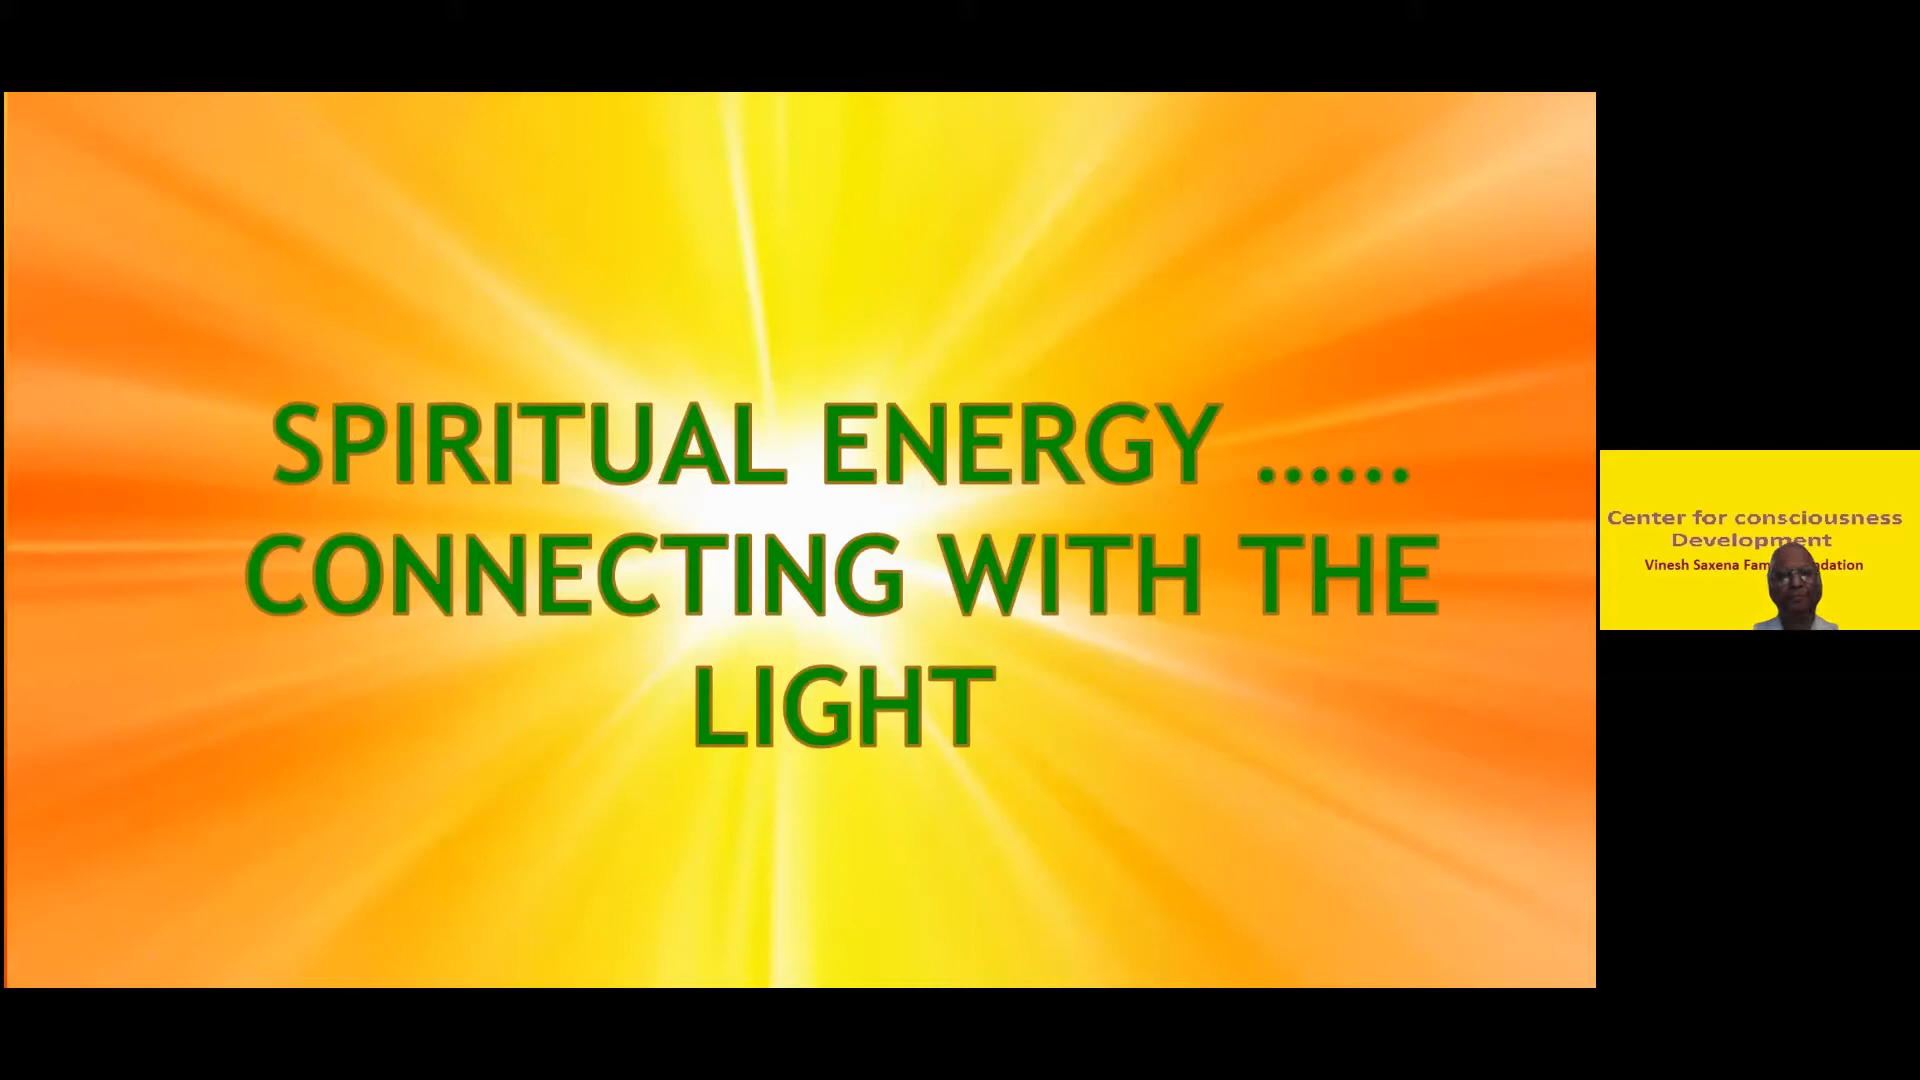 SPIRITUAL ENERGY ......
CONNECTING WITH THE
LIGHT
Center for consciousness
Development
Vinesh Saxena